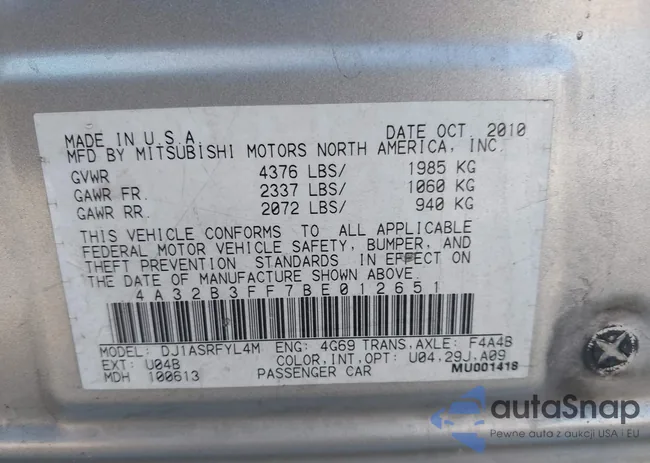 MADE IN U.S.A. DATE OCT. 2010
MFD BY MITSUBISHI MOTORS NORTH AMERICA, INC.
GVWR 4376 LBS/ 1985 KG
GAWR FR. 2337 LBS/ 1060 KG
GAWR RR. 2072 LBS/ 940 KG
THIS VEHICLE CONFORMS TO ALL APPLICABLE
FEDERAL MOTOR VEHICLE SAFETY, BUMPER, AND
THEFT PREVENTION STANDARDS IN EFFECT ON
THE DATE OF MANUFACTURE SHOWN ABOVE.
4A32B3FF7BE012651
MODEL: DJ1ASRFYL4M ENG: 4G69 TRANS,AXLE: F4A4B
EXT: U04B COLOR,INT,OPT: U04.29J.A09
MDH 100613 PASSENGER CAR MU001418
autaSnap
Pewne auto z aukcji USA i EU